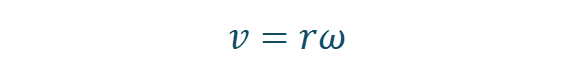 v = rω